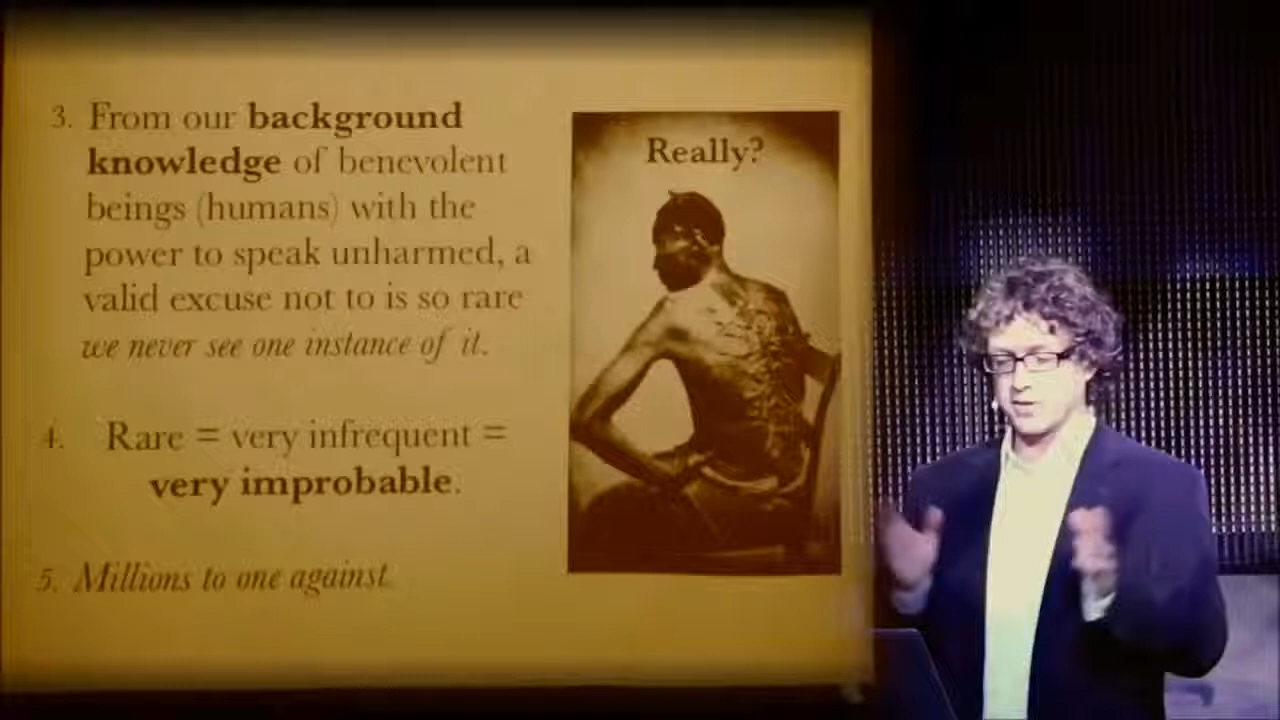 3. From our background
knowledge of benevolent
beings (humans) with the
power to speak unharmed, a
valid excuse not to is so rare
we never see one instance of it.
4. Rare = very infrequent =
very improbable.
5. Millions to one against.
Really?